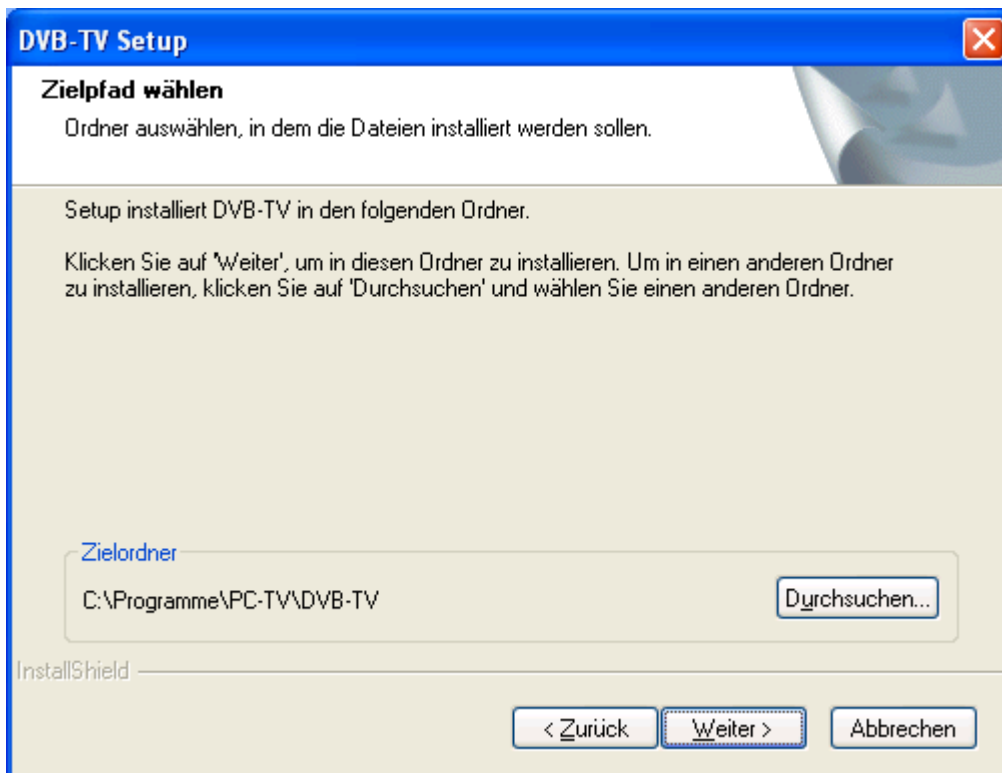 DVB-TV Setup
Zielpfad wählen
Ordner auswählen, in dem die Dateien installiert werden sollen.
Setup installiert DVB-TV in den folgenden Ordner.
Klicken Sie auf 'Weiter', um in diesen Ordner zu installieren. Um in einen anderen Ordner
zu installieren, klicken Sie auf 'Durchsuchen' und wählen Sie einen anderen Ordner.
Zielordner
C:\Programme\PC-TV\DVB-TV
Durchsuchen...
InstallShield
< Zurück
Weiter >
Abbrechen